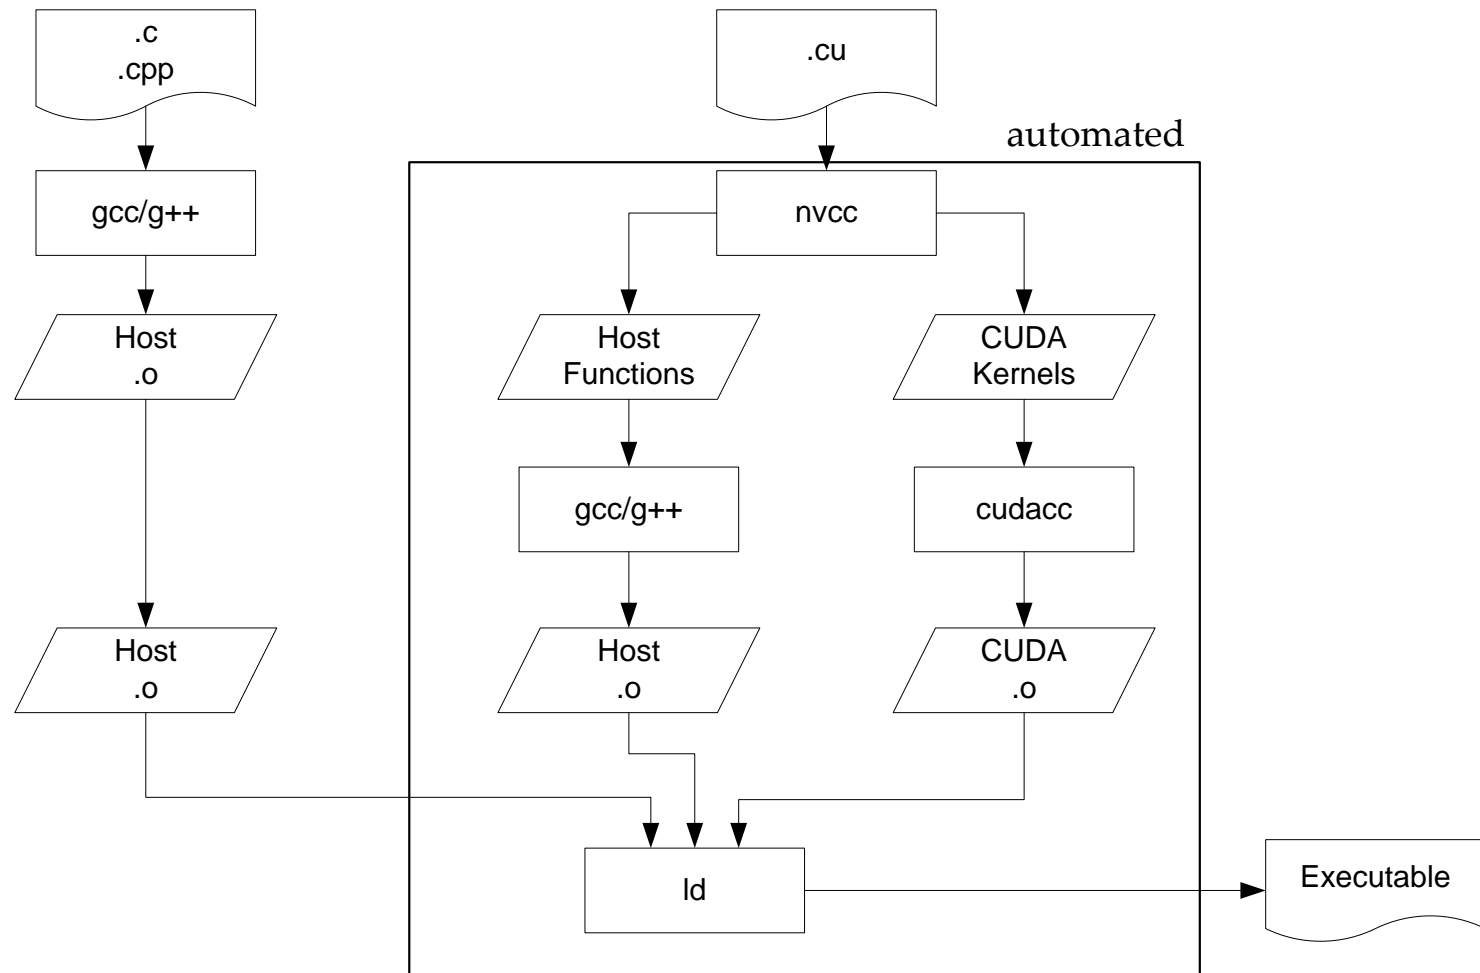 .c
.cpp
.cu
automated
gcc/g++
nvcc
Host
.o
Host
Functions
CUDA
Kernels
gcc/g++
cudacc
Host
.o
Host
.o
CUDA
.o
ld
Executable